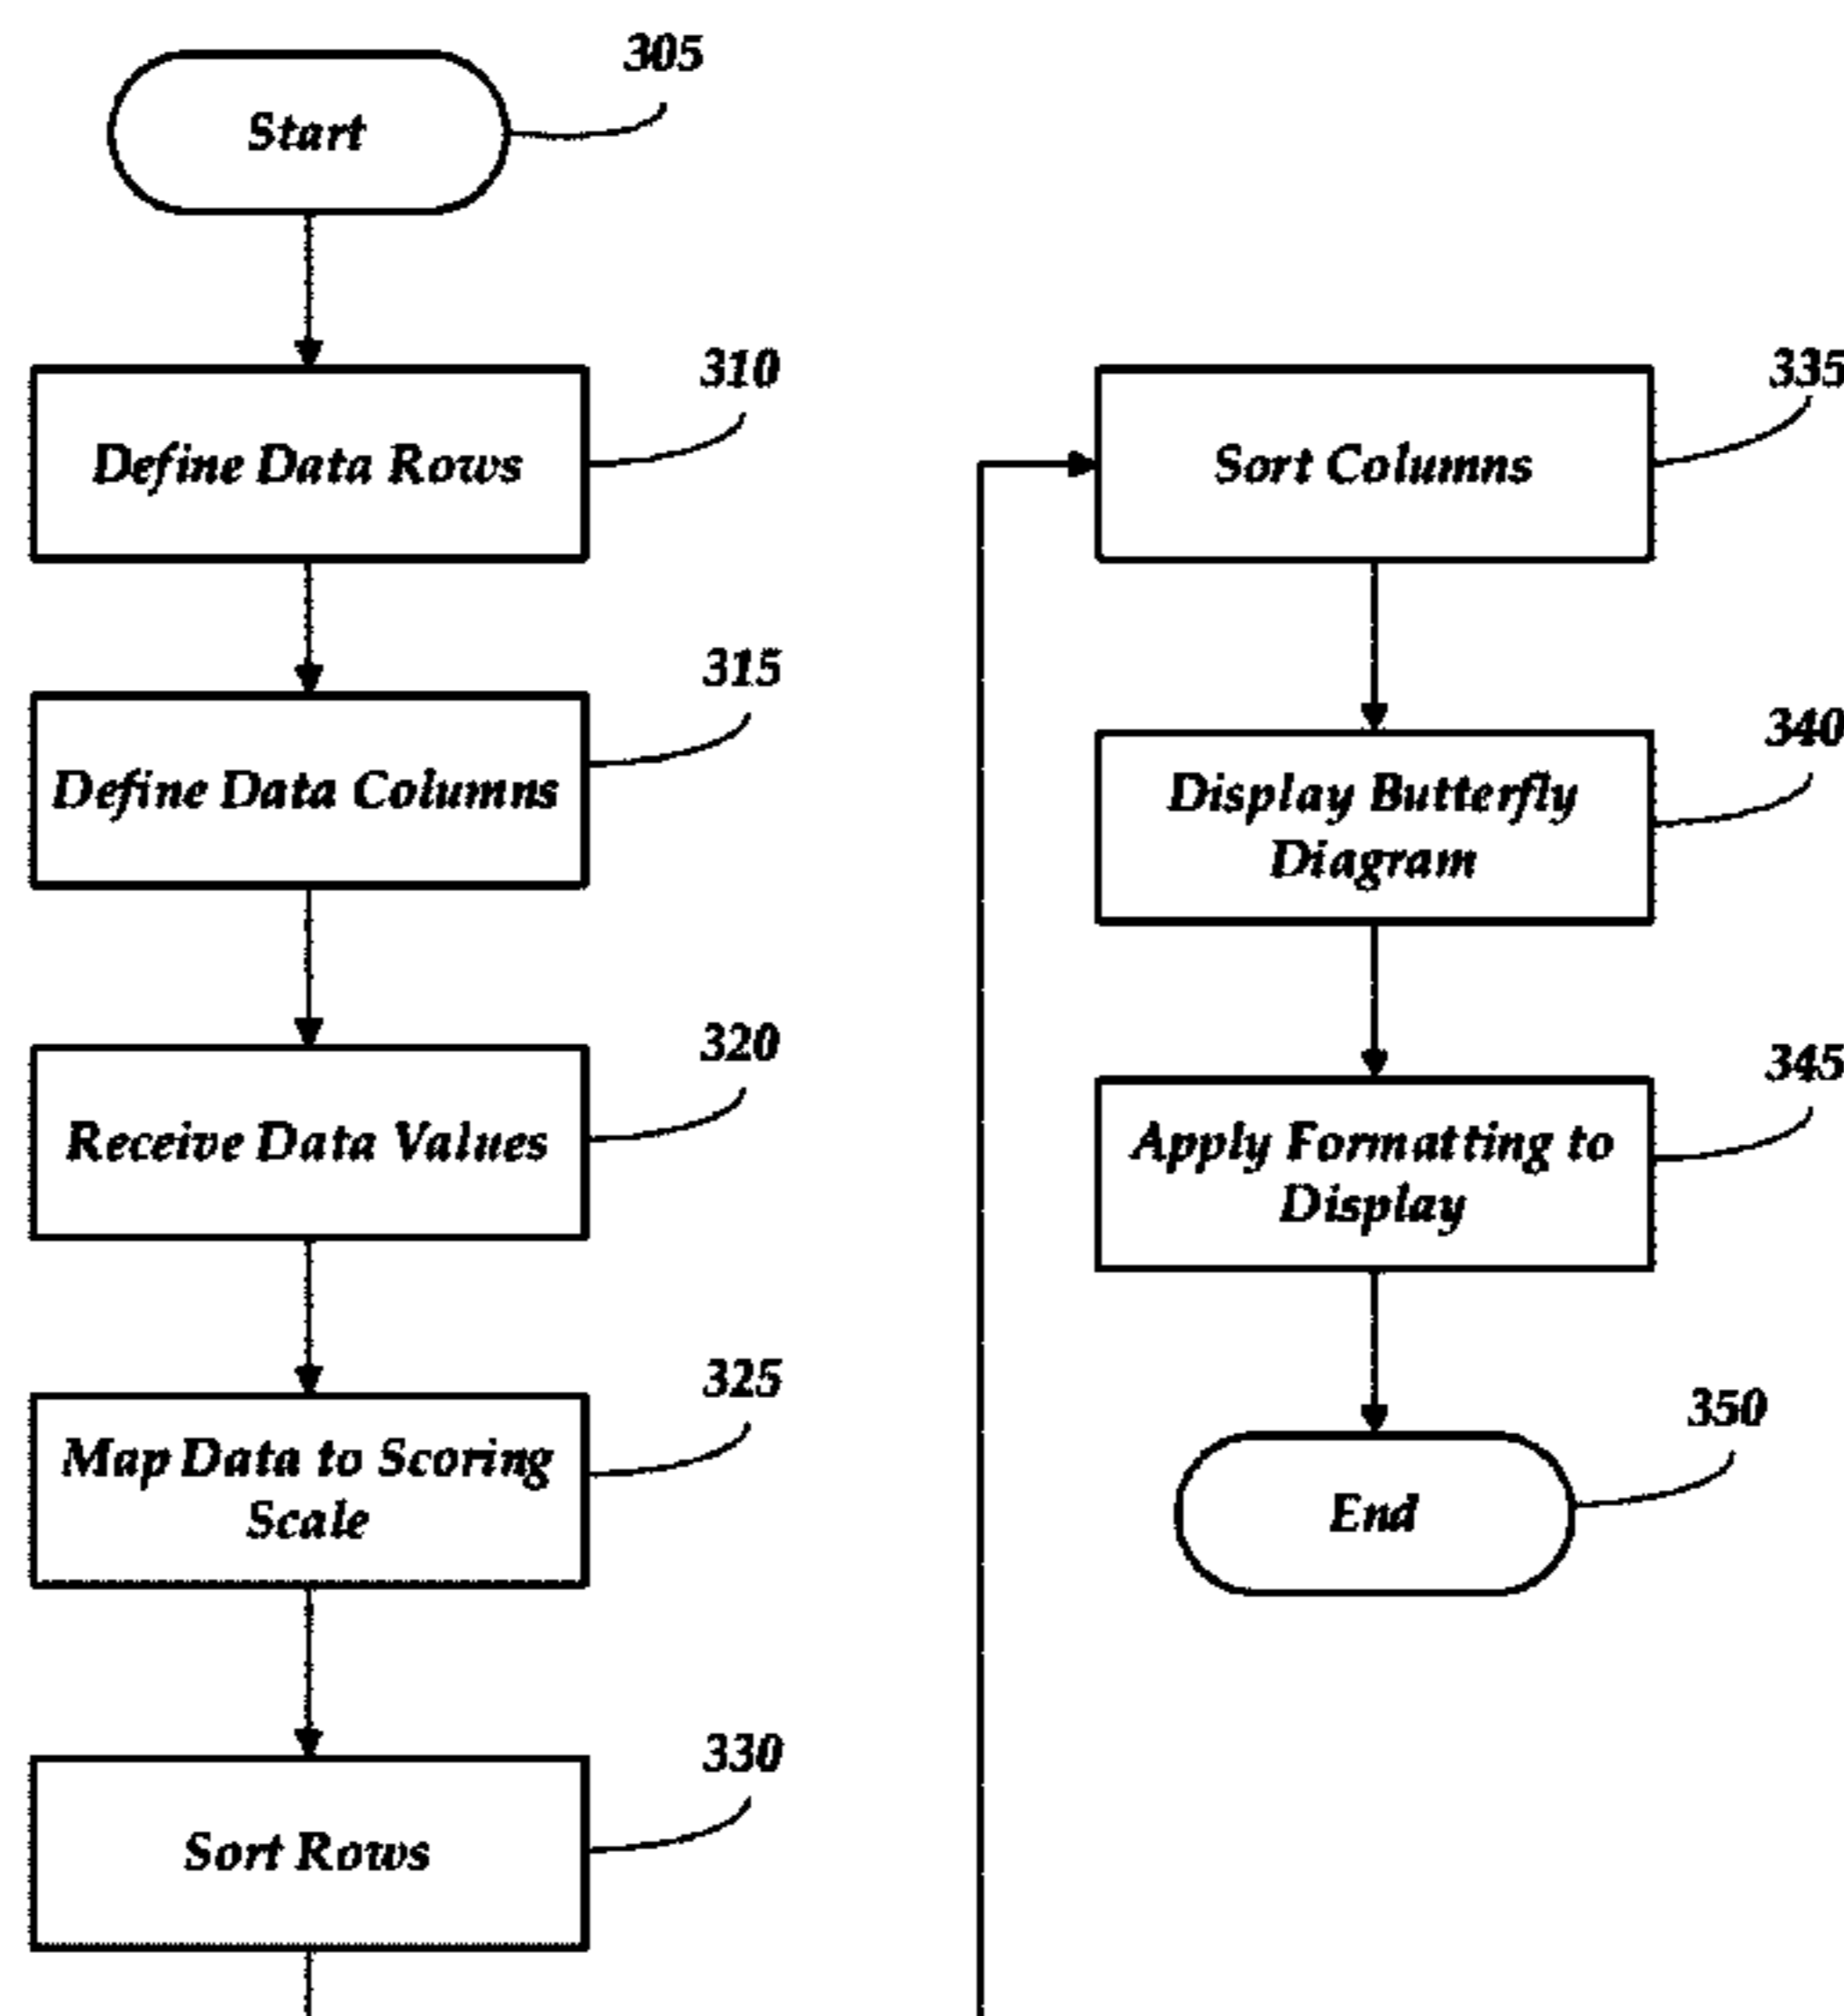 305
Start
310
Define Data Rows
315
Define Data Columns
320
Receive Data Values
325
Map Data to Scoring
Scale
330
Sort Rows
335
Sort Columns
340
Display Butterfly
Diagram
345
Apply Formatting to
Display
350
End